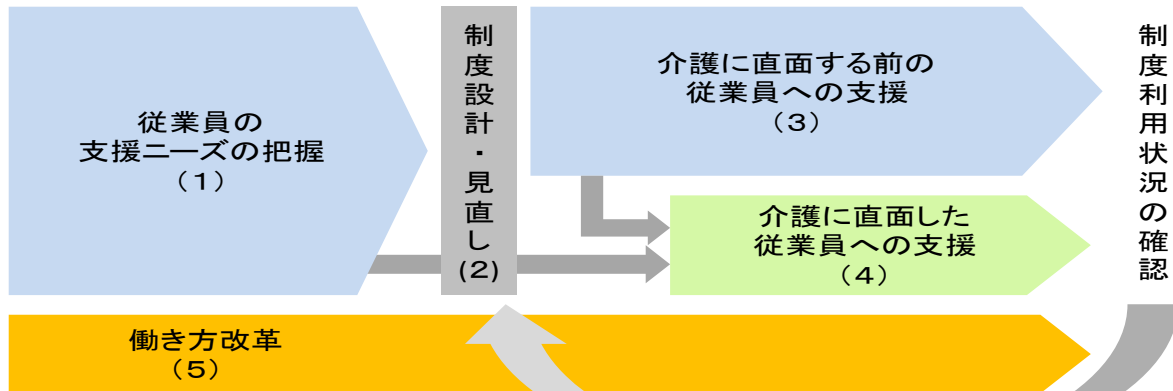 従業員の
支援ニーズの把握
(1)
制度設計・見直し(2)
介護に直面する前の
従業員への支援
(3)
介護に直面した
従業員への支援
(4)
制度利用状況の確認
働き方改革
(5)